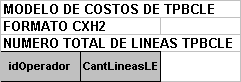 MODELO DE COSTOS DE TPBCLE
FORMATO CXH2
NUMERO TOTAL DE LINEAS TPBCLE
idOperador CantLineasLE